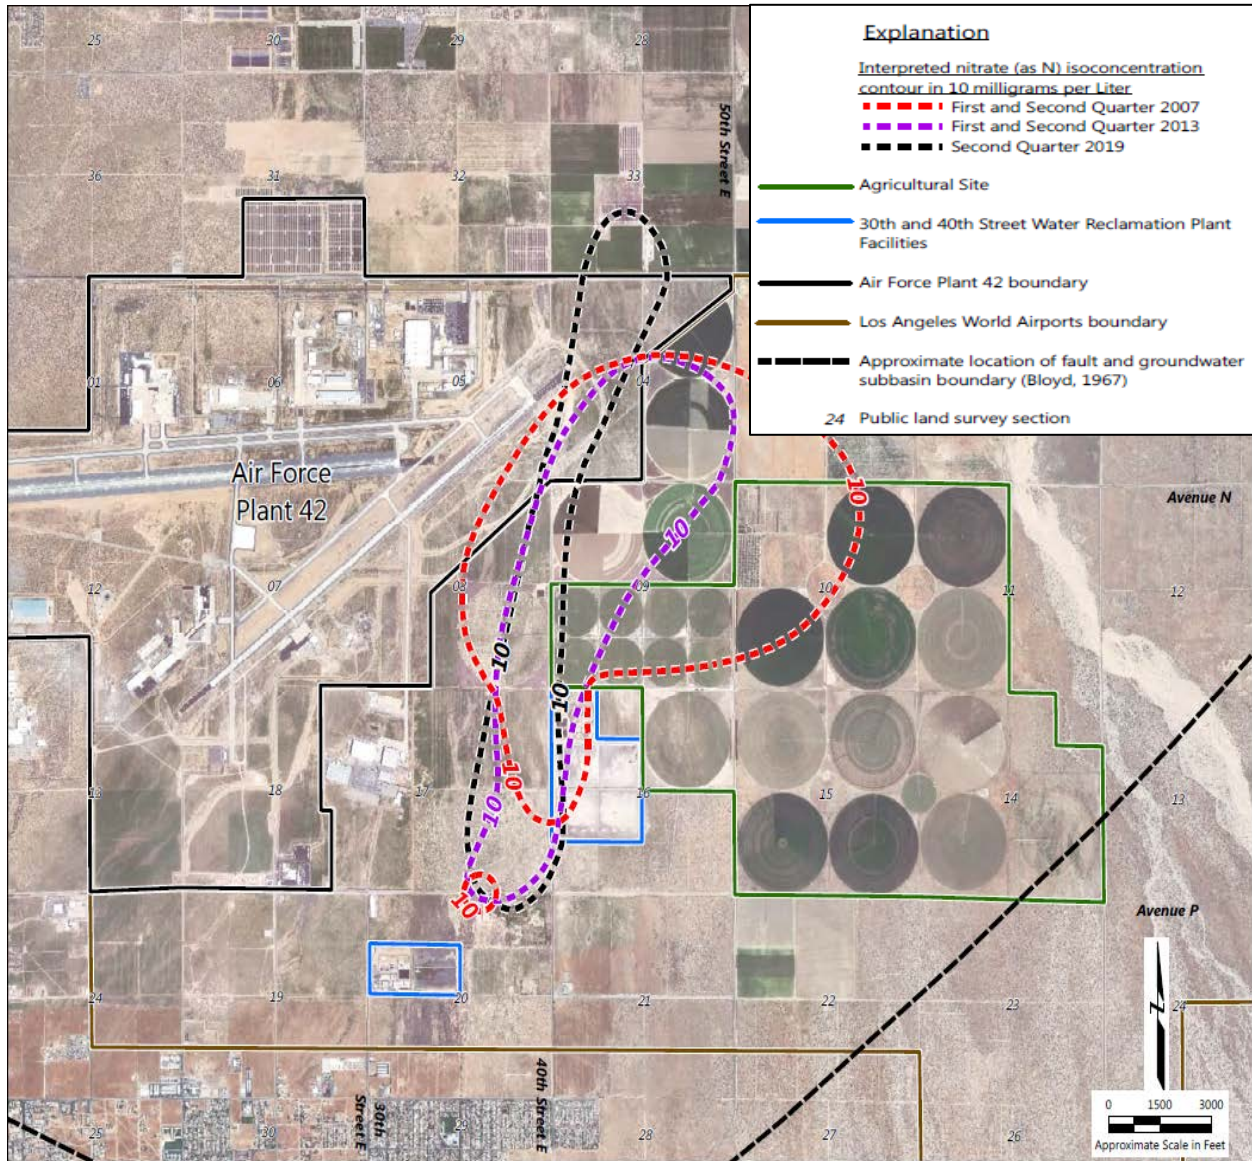 Explanation
Interpreted nitrate (as N) isoconcentration
contour in 10 milligrams per Liter
First and Second Quarter 2007
First and Second Quarter 2013
Second Quarter 2019
Agricultural Site
30th and 40th Street Water Reclamation Plant
Facilities
Air Force Plant 42 boundary
Los Angeles World Airports boundary
Approximate location of fault and groundwater
subbasin boundary (Bloyd, 1967)
24 Public land survey section
25
30
29
28
50th Street E
36
31
32
33
01
06
05
04
Air Force
Plant 42
10
10
Avenue N
12
07
08
09
10
11
12
10
10
10
10
13
18
17
16
15
14
13
10
Avenue P
24
19
20
21
22
23
24
Z
30th
Street E
40th Street E
25
30
29
28
27
26
0 1500 3000
Approximate Scale in Feet